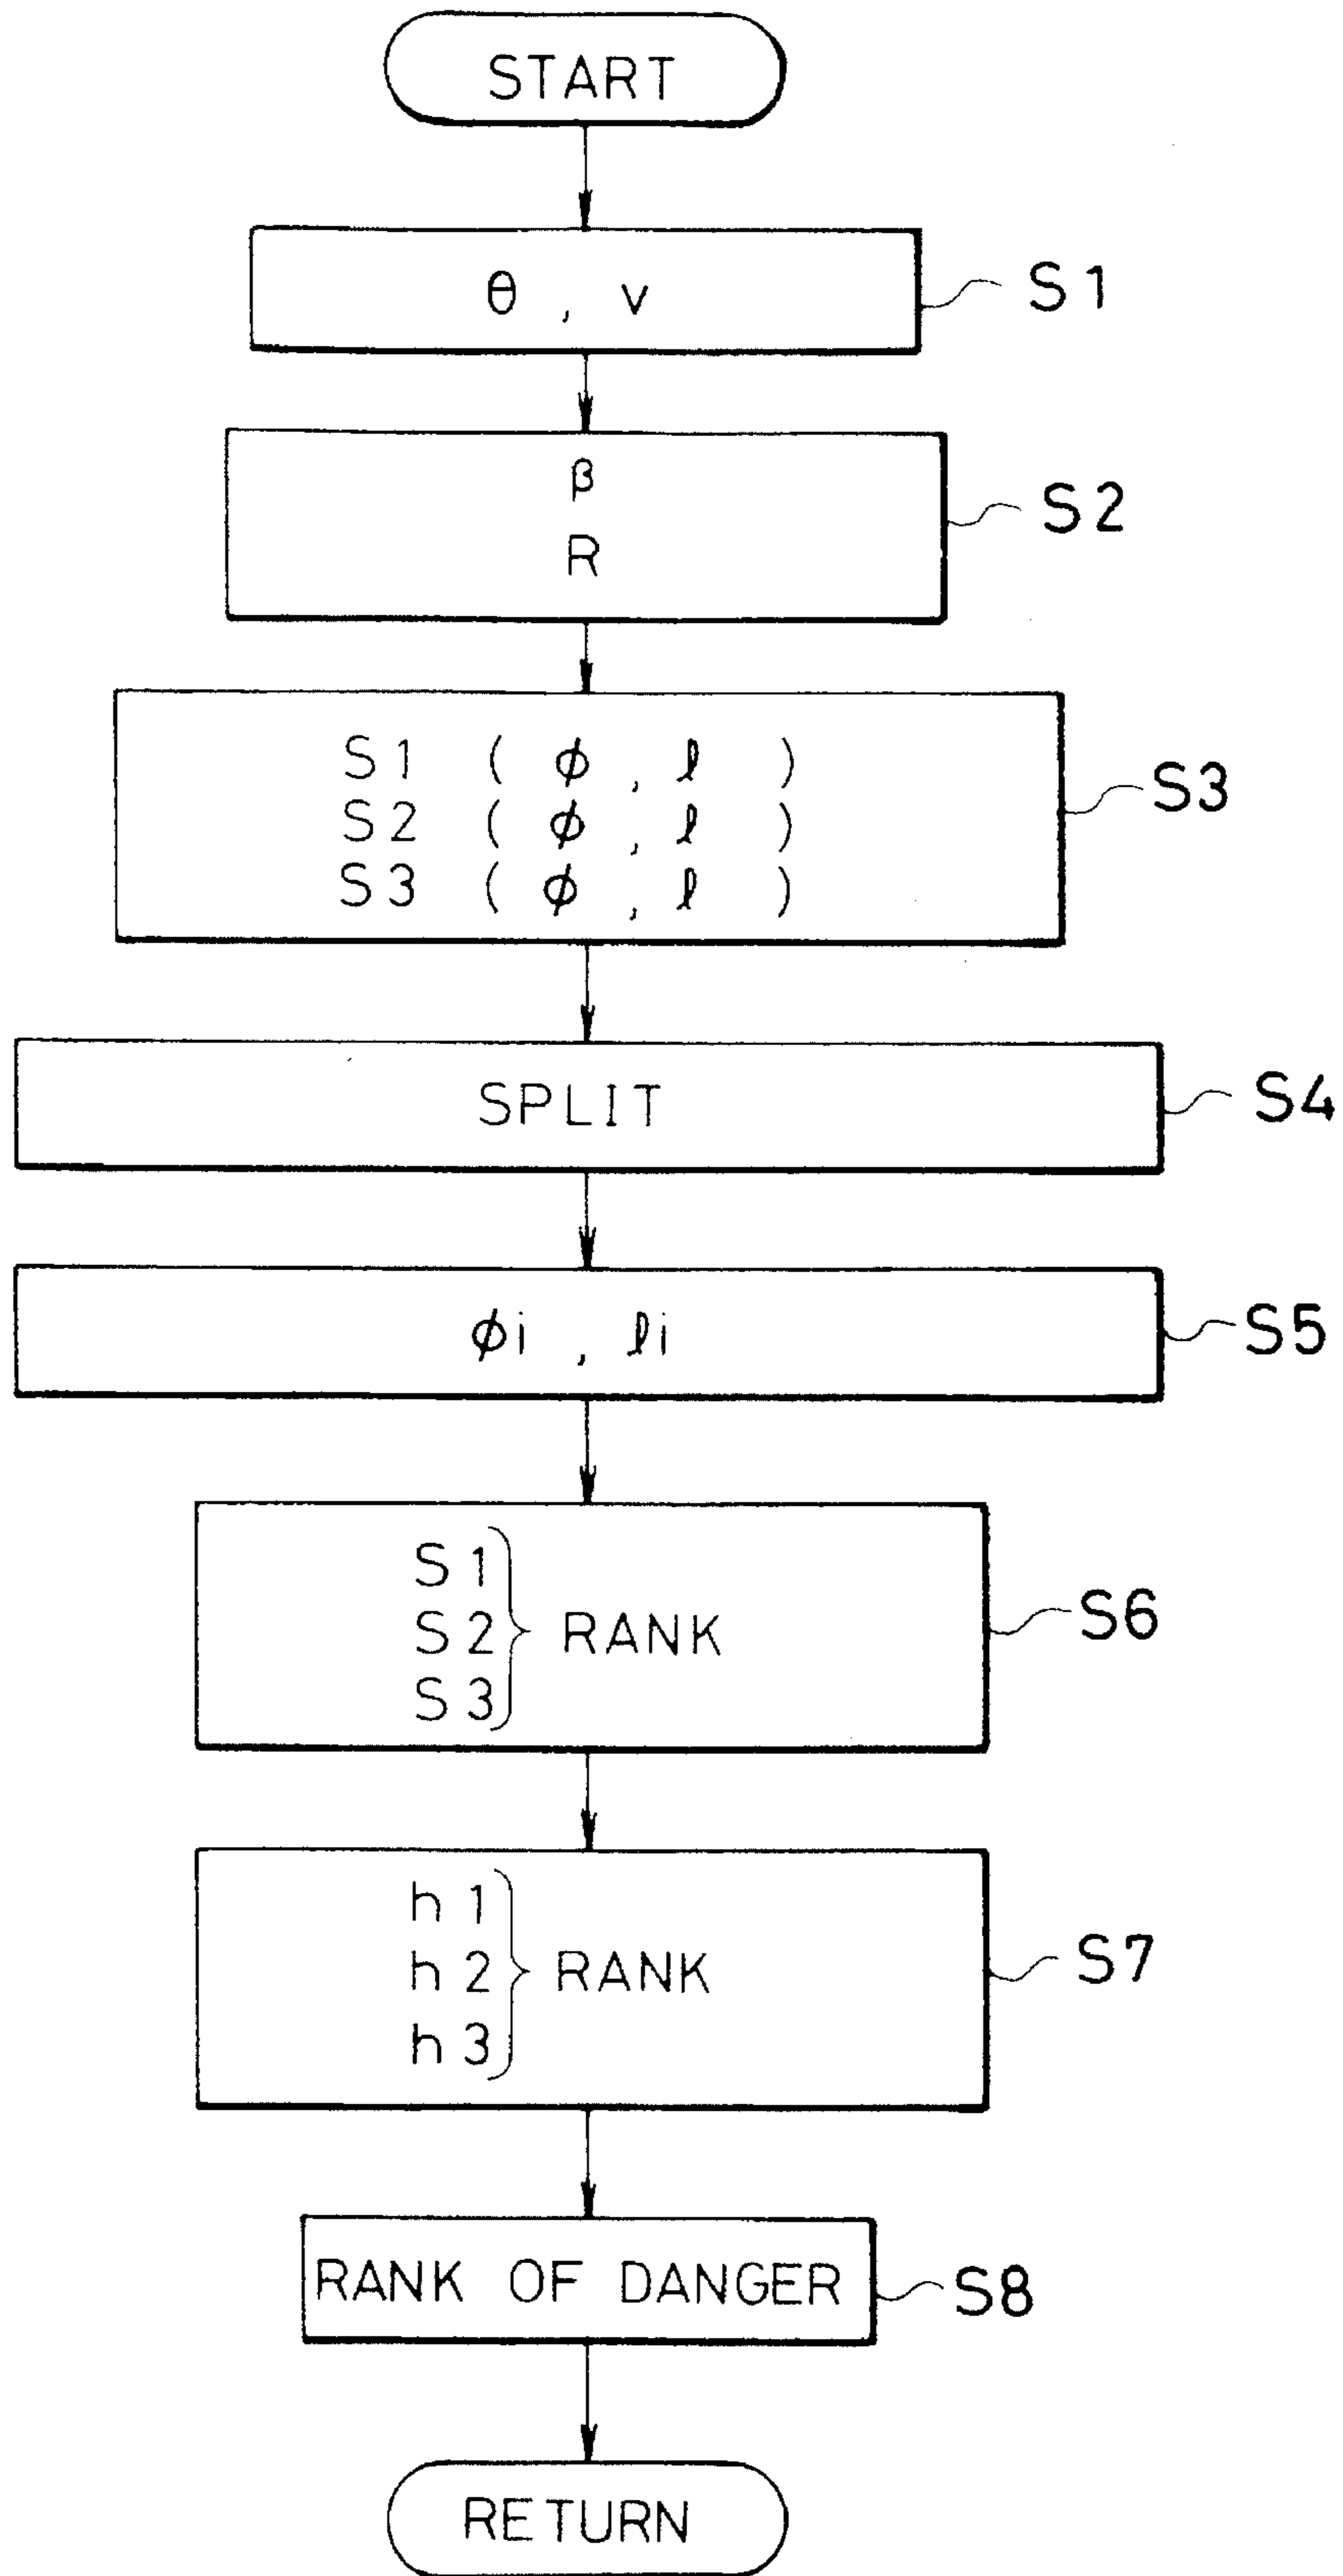 START
θ , v
S1
β
R
S2
S1 ( ϕ , ℓ )
S2 ( ϕ , ℓ )
S3 ( ϕ , ℓ )
S3
SPLIT
S4
ϕi , ℓi
S5
S1
S2 } RANK
S3
S6
h1
h2 } RANK
h3
S7
RANK OF DANGER
S8
RETURN